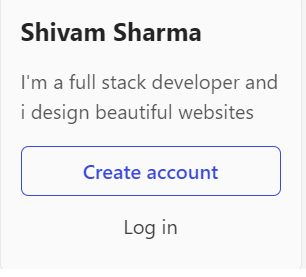 Shivam Sharma
I'm a full stack developer and
i design beautiful websites
Create account
Log in